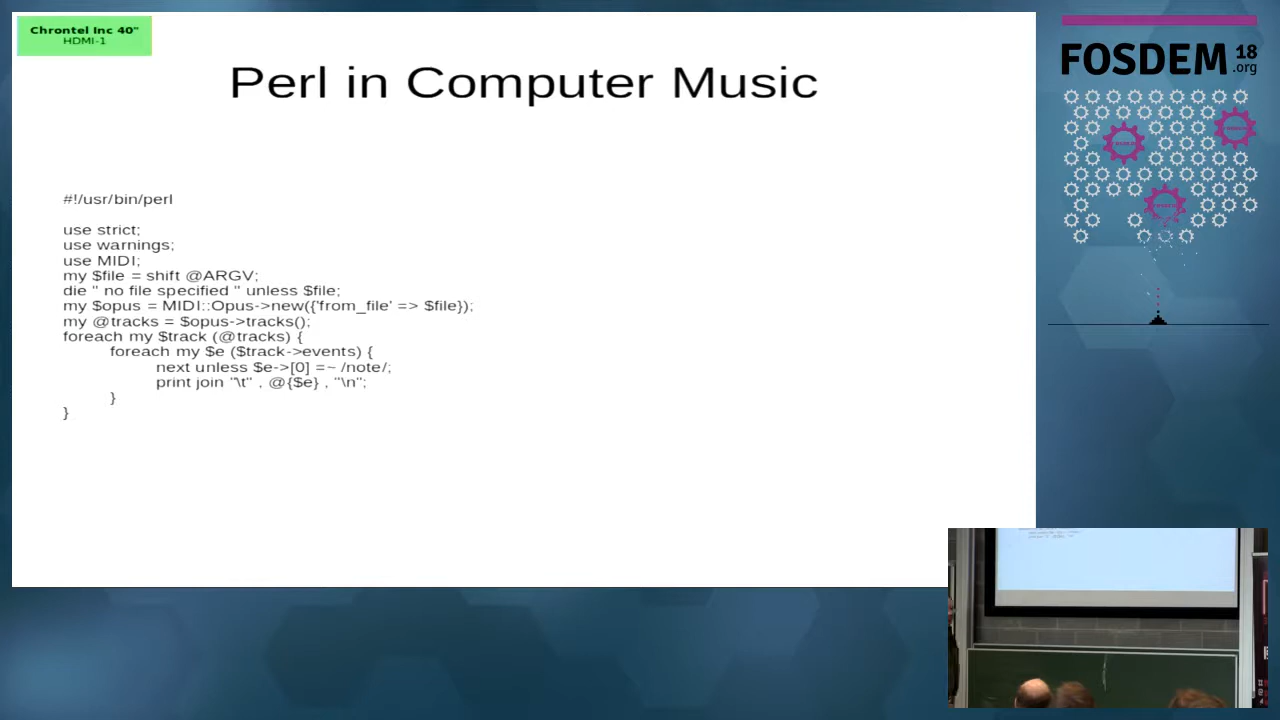 Chrontel Inc 40"
HDMI-1
Perl in Computer Music
#!/usr/bin/perl
use strict;
use warnings;
use MIDI;
my $file = shift @ARGV;
die " no file specified " unless $file;
my $opus = MIDI::Opus->new({'from_file' => $file});
my @tracks = $opus->tracks();
foreach my $track (@tracks) {
foreach my $e ($track->events) {
next unless $e->[0] =~ /note/;
print join "\t" , @{$e} , "\n";
}
}
FOSDEM 18
.org